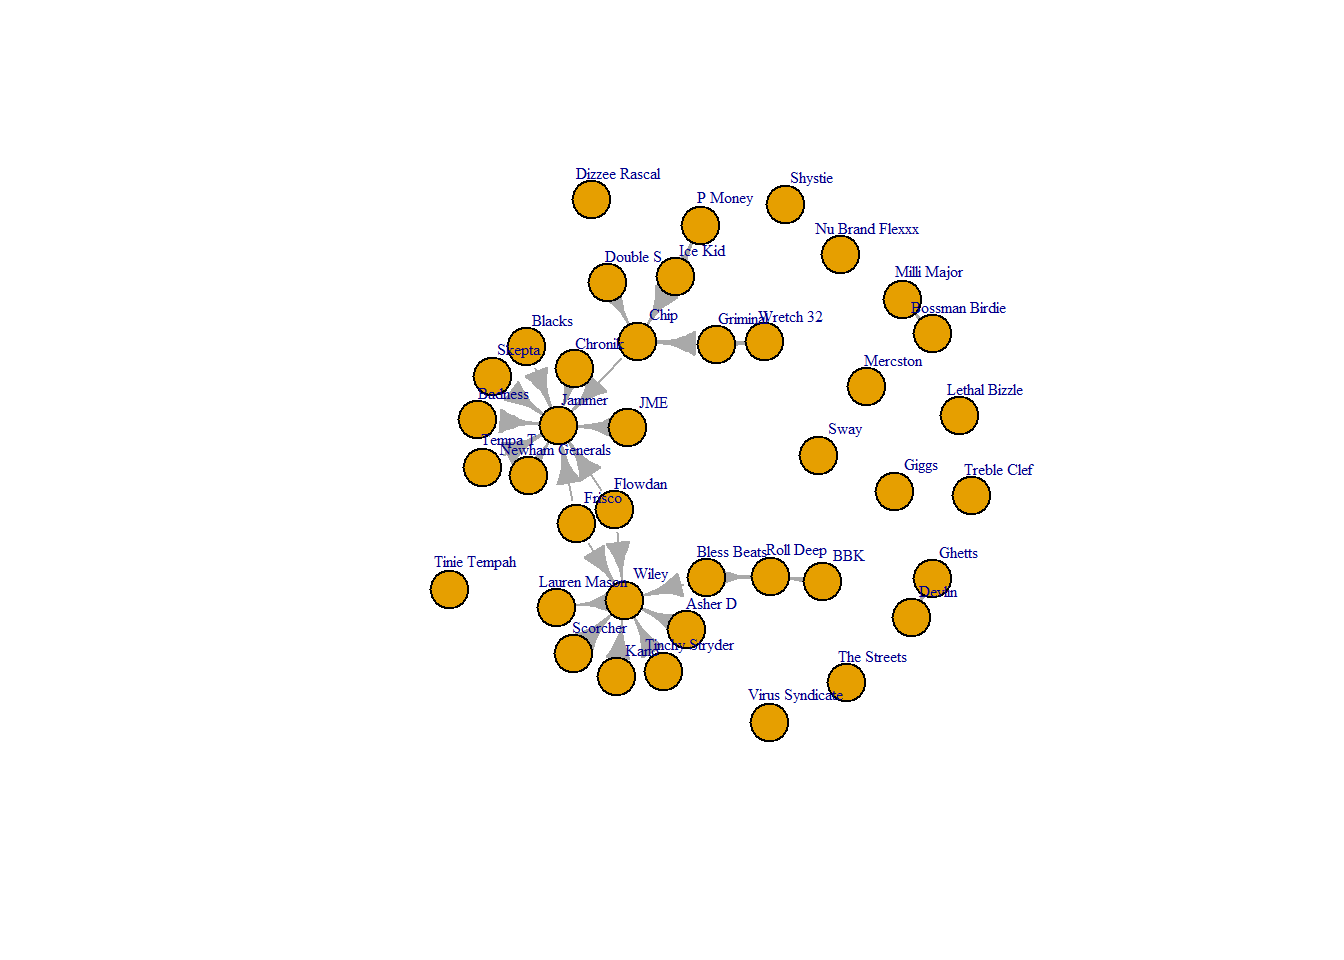 Dizzee Rascal
Shystie
P Money
Nu Brand Flexxx
Double S
Ice Kid
Milli Major
Bossman Birdie
Chip
Griminal
Wretch 32
Blacks
Skepta
Chronik
Mercston
Lethal Bizzle
Badness
Jammer
JME
Sway
Tempa T
Newham Generals
Giggs
Treble Clef
Flowdan
Frisco
Bless Beats
Roll Deep
BBK
Ghetts
Tinie Tempah
Wiley
Lauren Mason
Devlin
Asher D
Scorcher
Kano
Tinchy Stryder
The Streets
Virus Syndicate